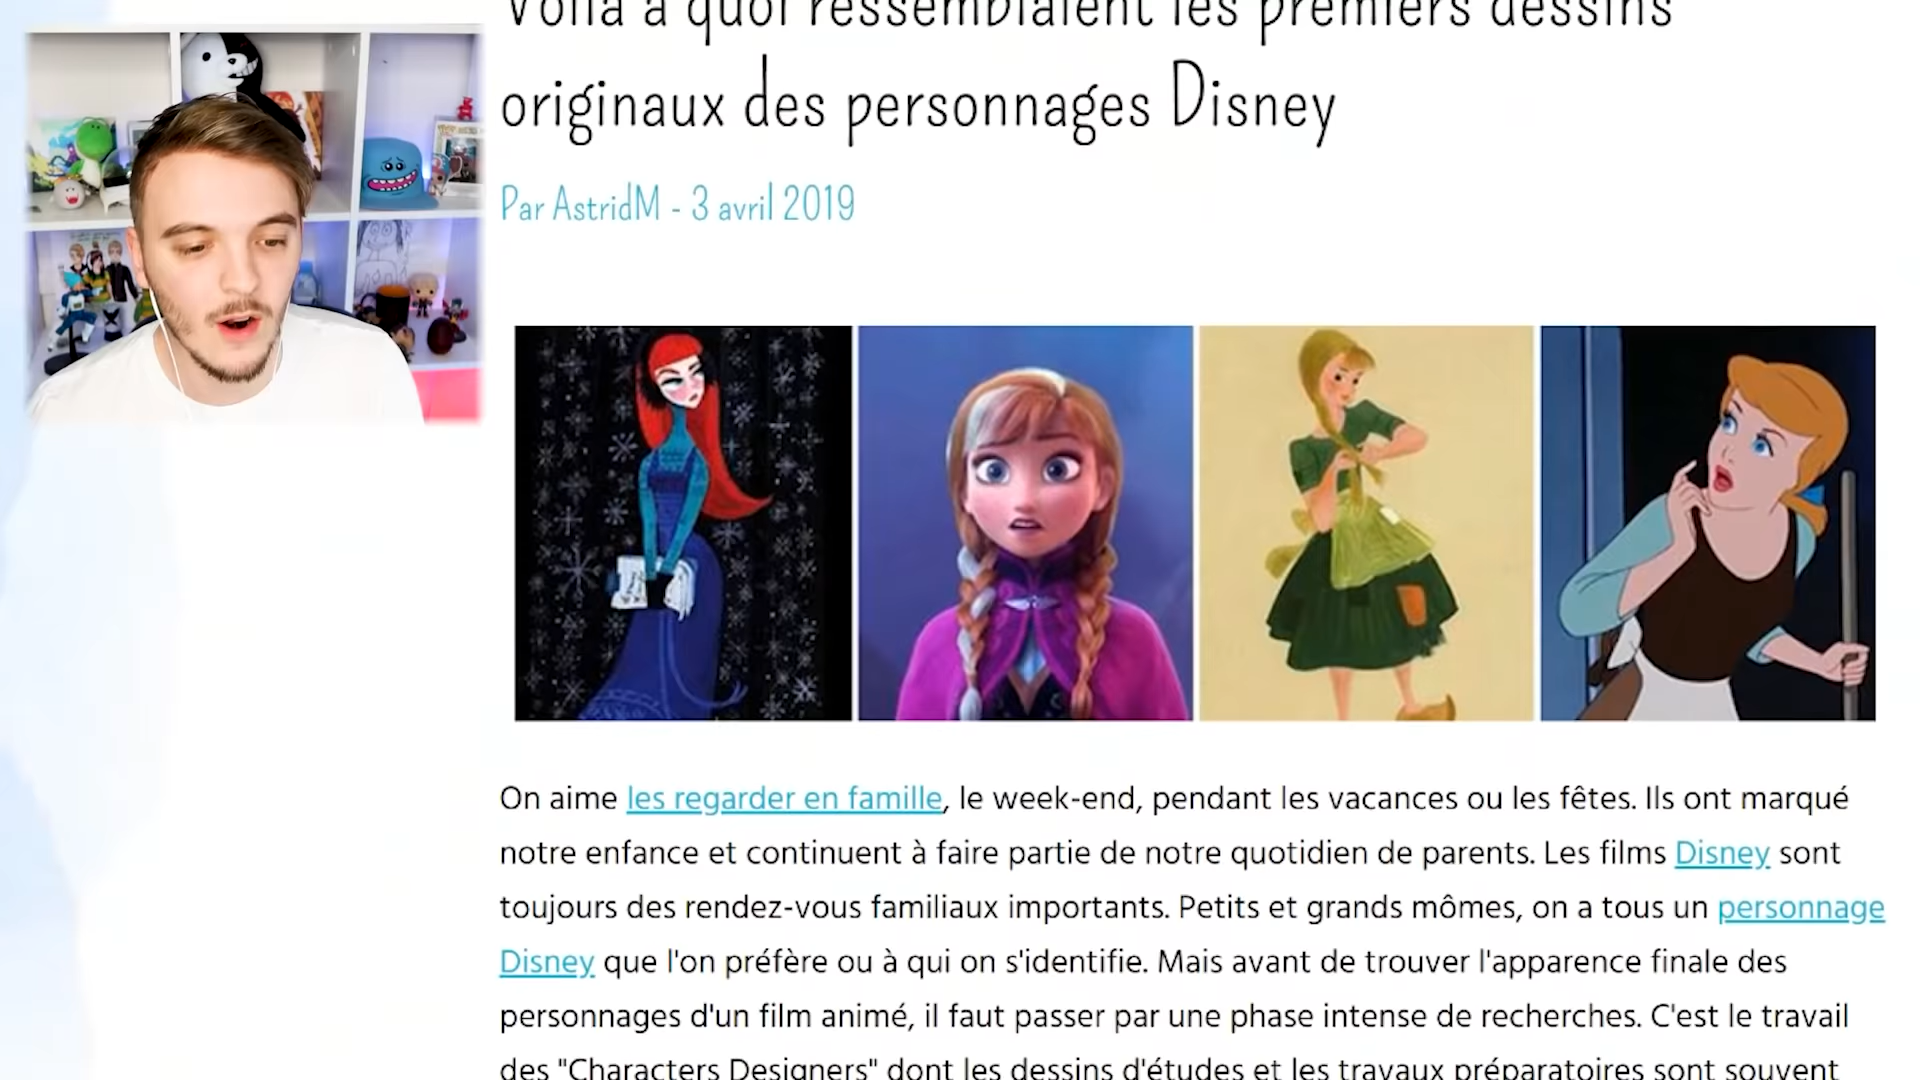 Voilà à quoi ressemblaient les premiers dessins
originaux des personnages Disney
Par AstridM - 3 avril 2019
On aime les regarder en famille, le week-end, pendant les vacances ou les fêtes. Ils ont marqué
notre enfance et continuent à faire partie de notre quotidien de parents. Les films Disney sont
toujours des rendez-vous familiaux importants. Petits et grands mômes, on a tous un personnage
Disney que l'on préfère ou à qui on s'identifie. Mais avant de trouver l'apparence finale des
personnages d'un film animé, il faut passer par une phase intense de recherches. C'est le travail
des "Characters Designers" dont les dessins d'études et les travaux préparatoires sont souvent